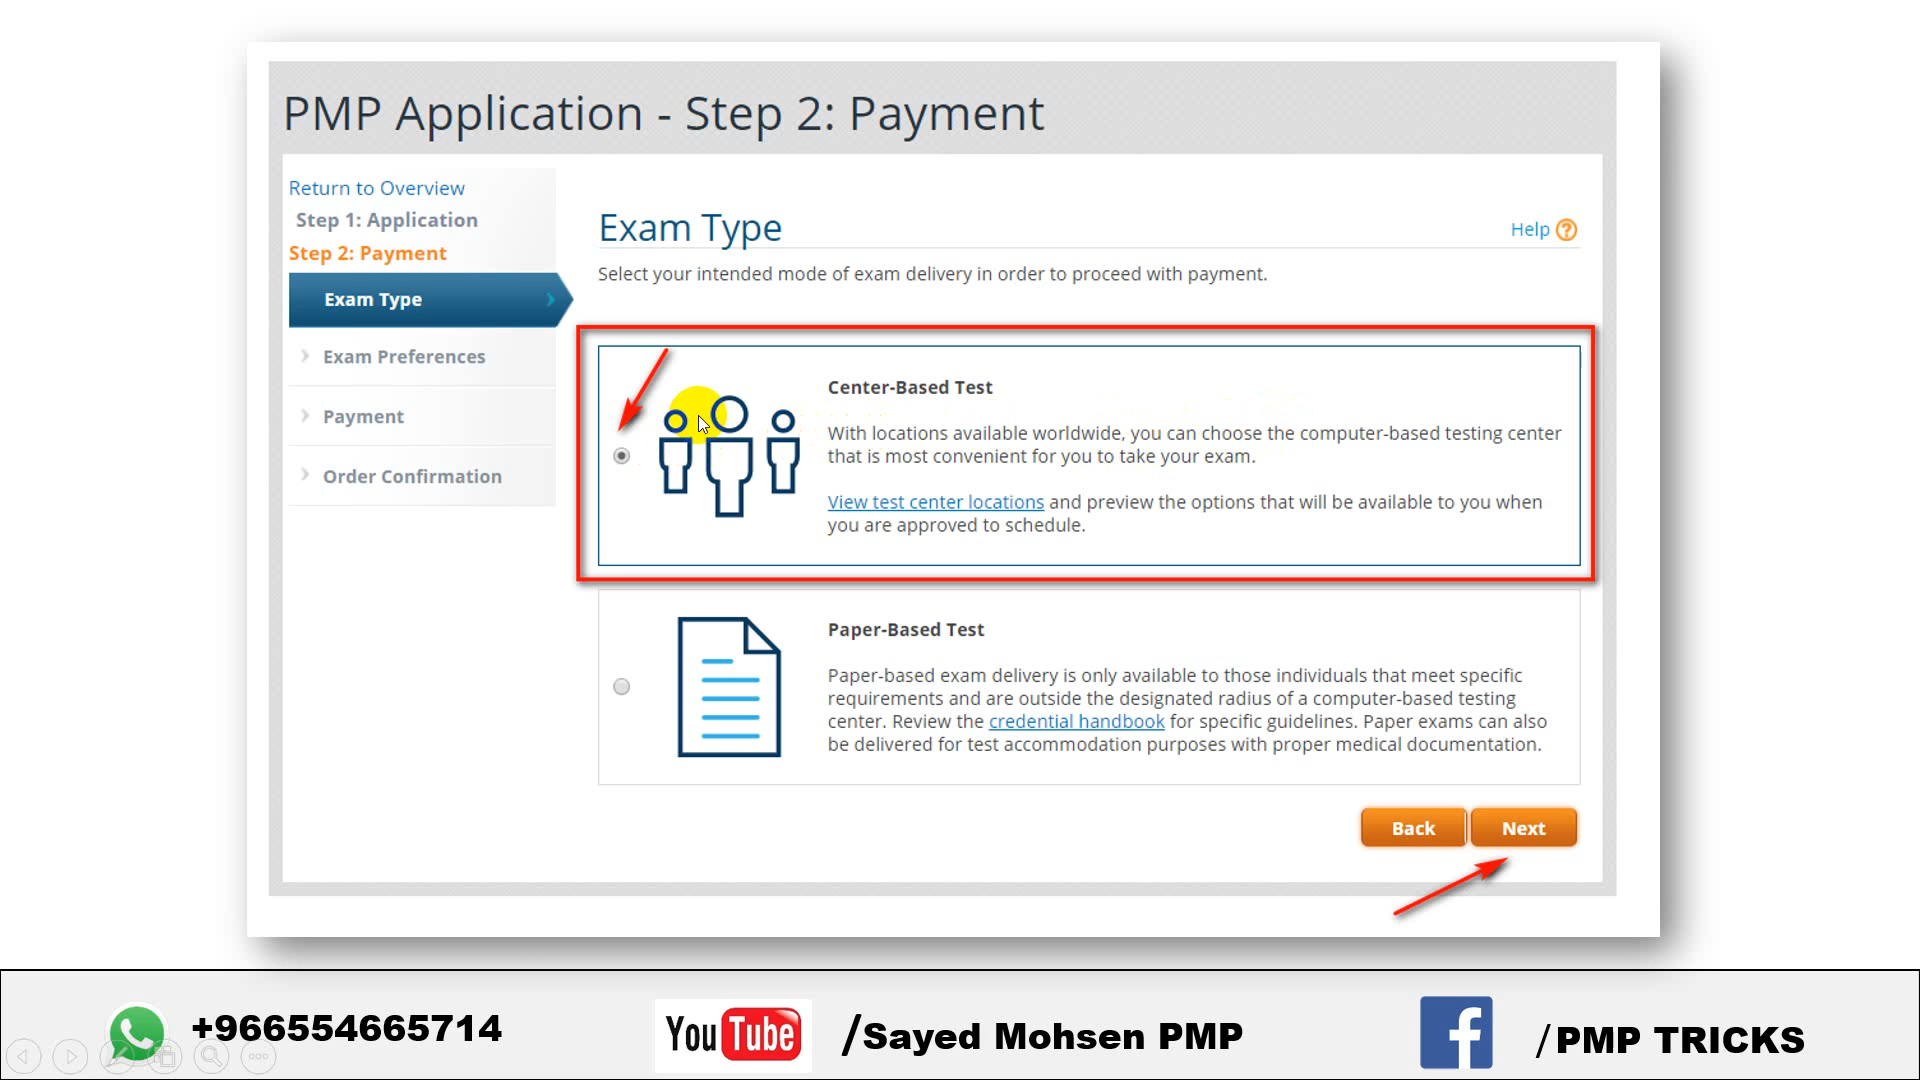 PMP Application - Step 2: Payment
Return to Overview
Step 1: Application
Step 2: Payment
Exam Type
Exam Preferences
Payment
Order Confirmation
Exam Type
Help ?
Select your intended mode of exam delivery in order to proceed with payment.
Center-Based Test
With locations available worldwide, you can choose the computer-based testing center
that is most convenient for you to take your exam.
View test center locations and preview the options that will be available to you when
you are approved to schedule.
Paper-Based Test
Paper-based exam delivery is only available to those individuals that meet specific
requirements and are outside the designated radius of a computer-based testing
center. Review the credential handbook for specific guidelines. Paper exams can also
be delivered for test accommodation purposes with proper medical documentation.
Back
Next
+966554665714
YouTube
/Sayed Mohsen PMP
f
/PMP TRICKS